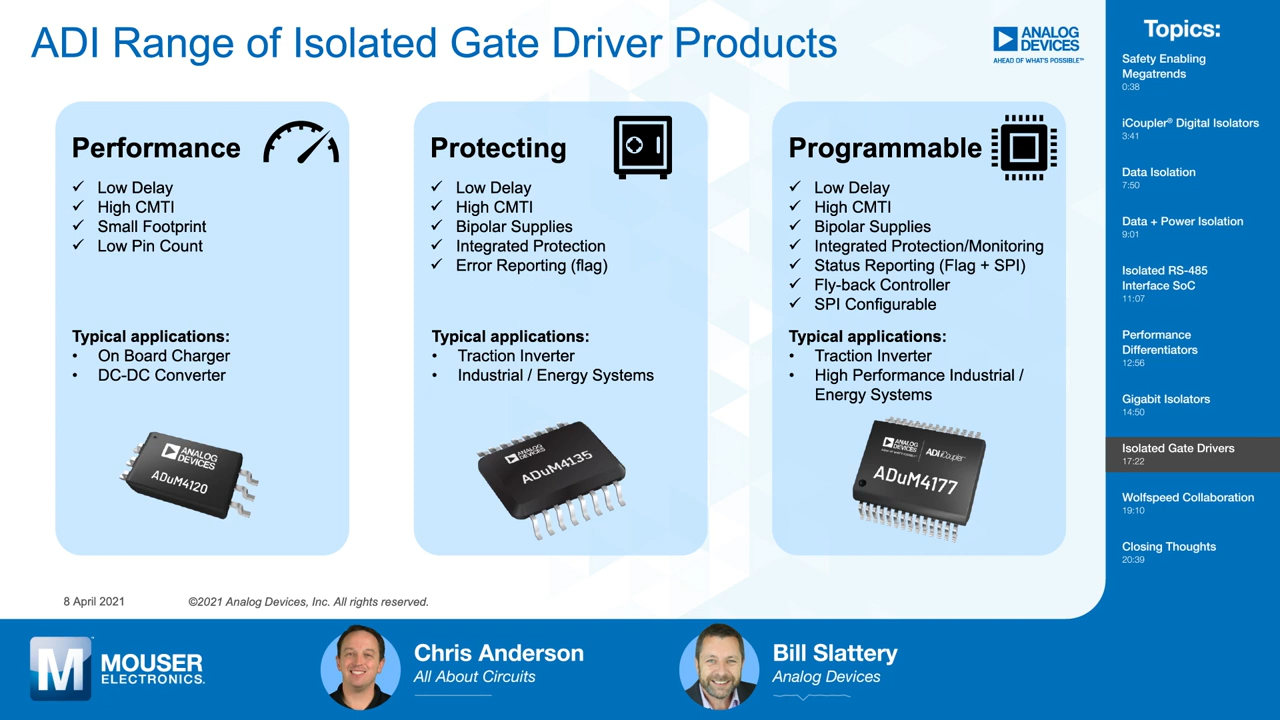 ADI Range of Isolated Gate Driver Products
ANALOG
DEVICES
AHEAD OF WHAT'S POSSIBLE™
Performance
✓ Low Delay
✓ High CMTI
✓ Small Footprint
✓ Low Pin Count
Typical applications:
• On Board Charger
• DC-DC Converter
ANALOG
DEVICES
ADuM4120
Protecting
✓ Low Delay
✓ High CMTI
✓ Bipolar Supplies
✓ Integrated Protection
✓ Error Reporting (flag)
Typical applications:
• Traction Inverter
• Industrial / Energy Systems
ANALOG
DEVICES
ADuM4135
Programmable
✓ Low Delay
✓ High CMTI
✓ Bipolar Supplies
✓ Integrated Protection/Monitoring
✓ Status Reporting (Flag + SPI)
✓ Fly-back Controller
✓ SPI Configurable
Typical applications:
• Traction Inverter
• High Performance Industrial /
Energy Systems
ANALOG
DEVICES
ADI iCoupler
ADuM4177
8 April 2021
©2021 Analog Devices, Inc. All rights reserved.
Topics:
Safety Enabling
Megatrends
0:38
iCoupler® Digital Isolators
3:41
Data Isolation
7:50
Data + Power Isolation
9:01
Isolated RS-485
Interface SoC
11:07
Performance
Differentiators
12:56
Gigabit Isolators
14:50
Isolated Gate Drivers
17:22
Wolfspeed Collaboration
19:10
Closing Thoughts
20:39
M
MOUSER
ELECTRONICS.
Chris Anderson
All About Circuits
Bill Slattery
Analog Devices